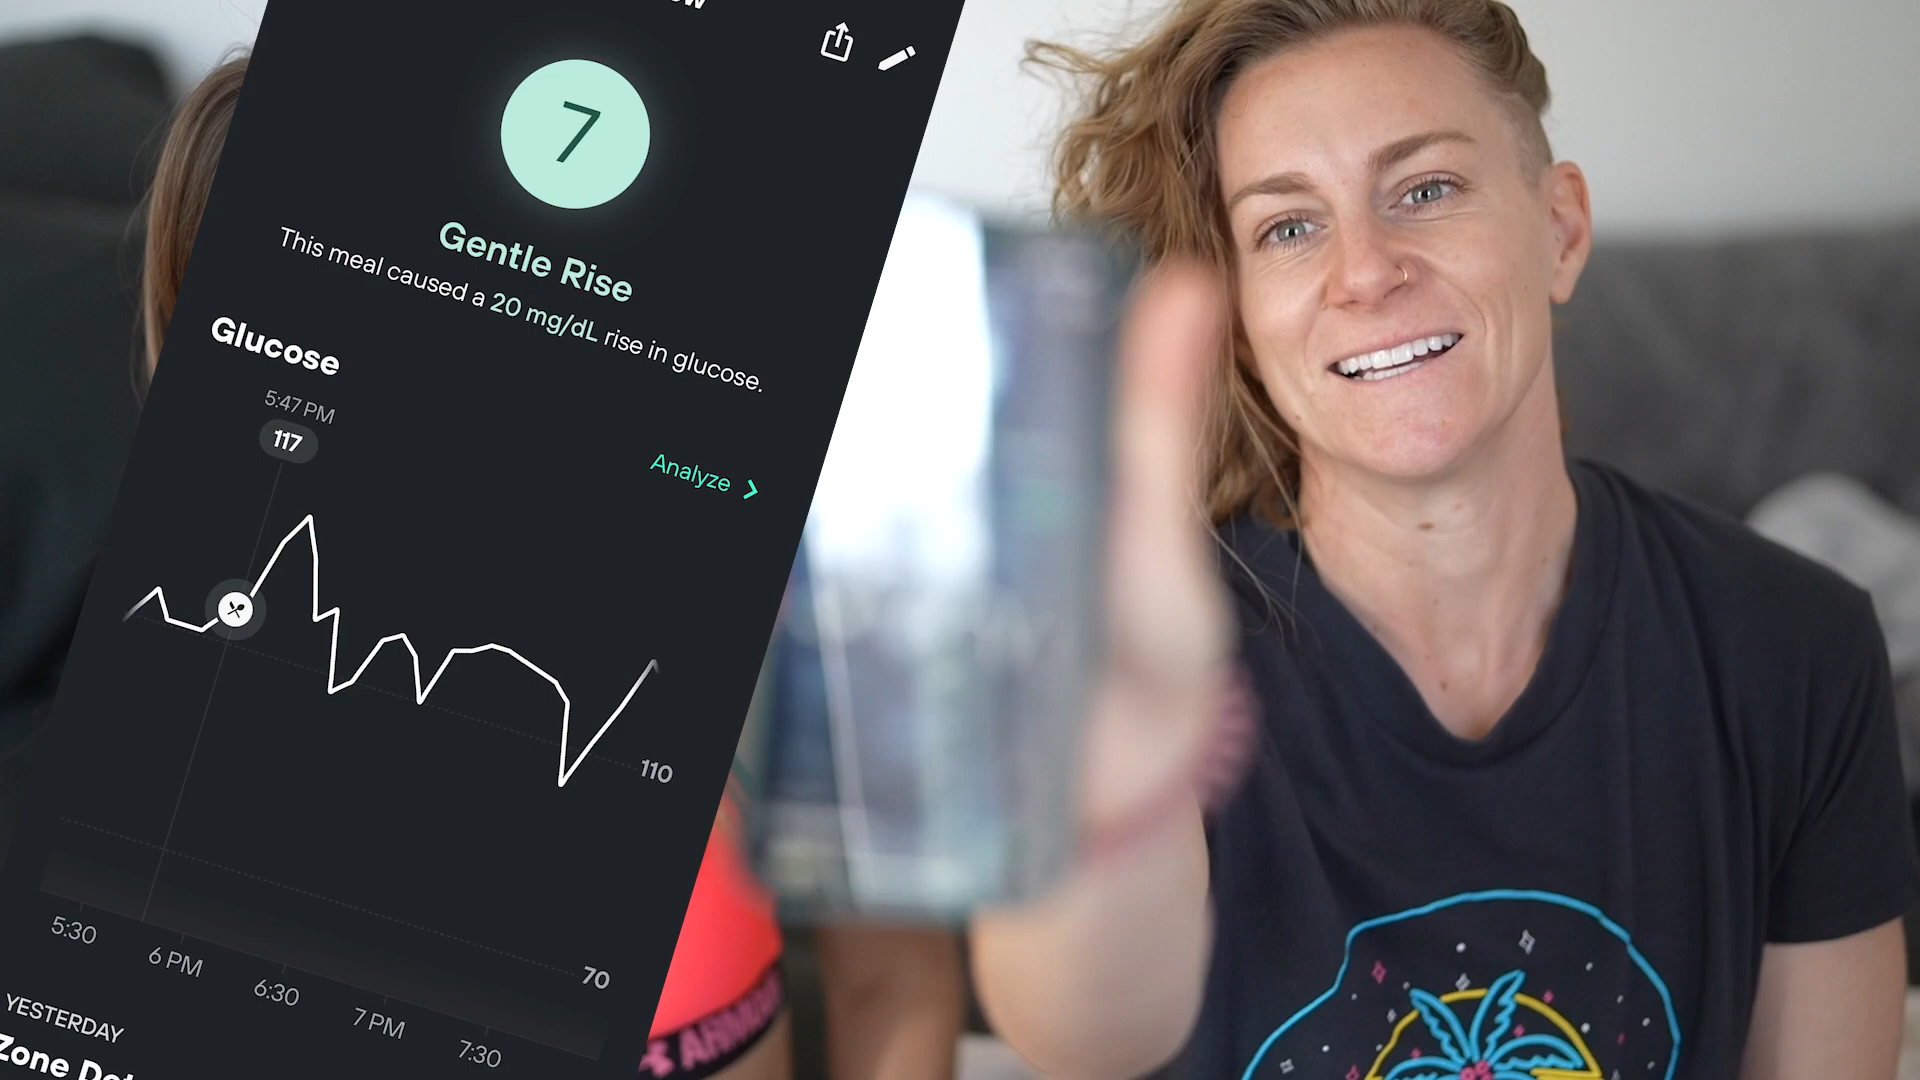 7
Gentle Rise
This meal caused a 20 mg/dL rise in glucose.
Glucose
5:47 PM
117
Analyze
110
70
5:30
6 PM
6:30
7 PM
7:30
YESTERDAY
Zone